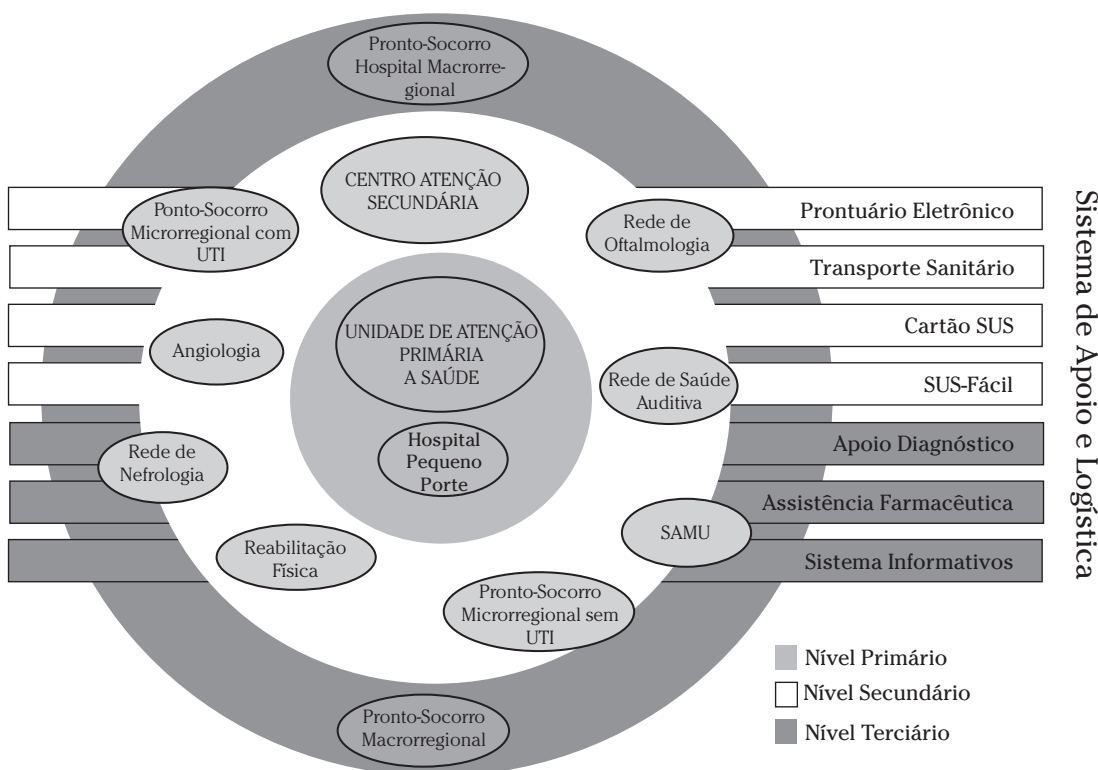 Pronto-Socorro
Hospital Macrorre-
gional
CENTRO ATENÇÃO
SECUNDÁRIA
Ponto-Socorro
Microrregional com
UTI
Rede de
Oftalmologia
UNIDADE DE ATENÇÃO
PRIMÁRIA
A SAÚDE
Angiologia
Rede de Saúde
Auditiva
Hospital
Pequeno
Porte
Rede de
Nefrologia
SAMU
Reabilitação
Física
Pronto-Socorro
Microrregional sem
UTI
Pronto-Socorro
Macrorregional
Prontuário Eletrônico
Transporte Sanitário
Cartão SUS
SUS-Fácil
Apoio Diagnóstico
Assistência Farmacêutica
Sistema Informativos
Sistema de Apoio e Logística
Nível Primário
Nível Secundário
Nível Terciário